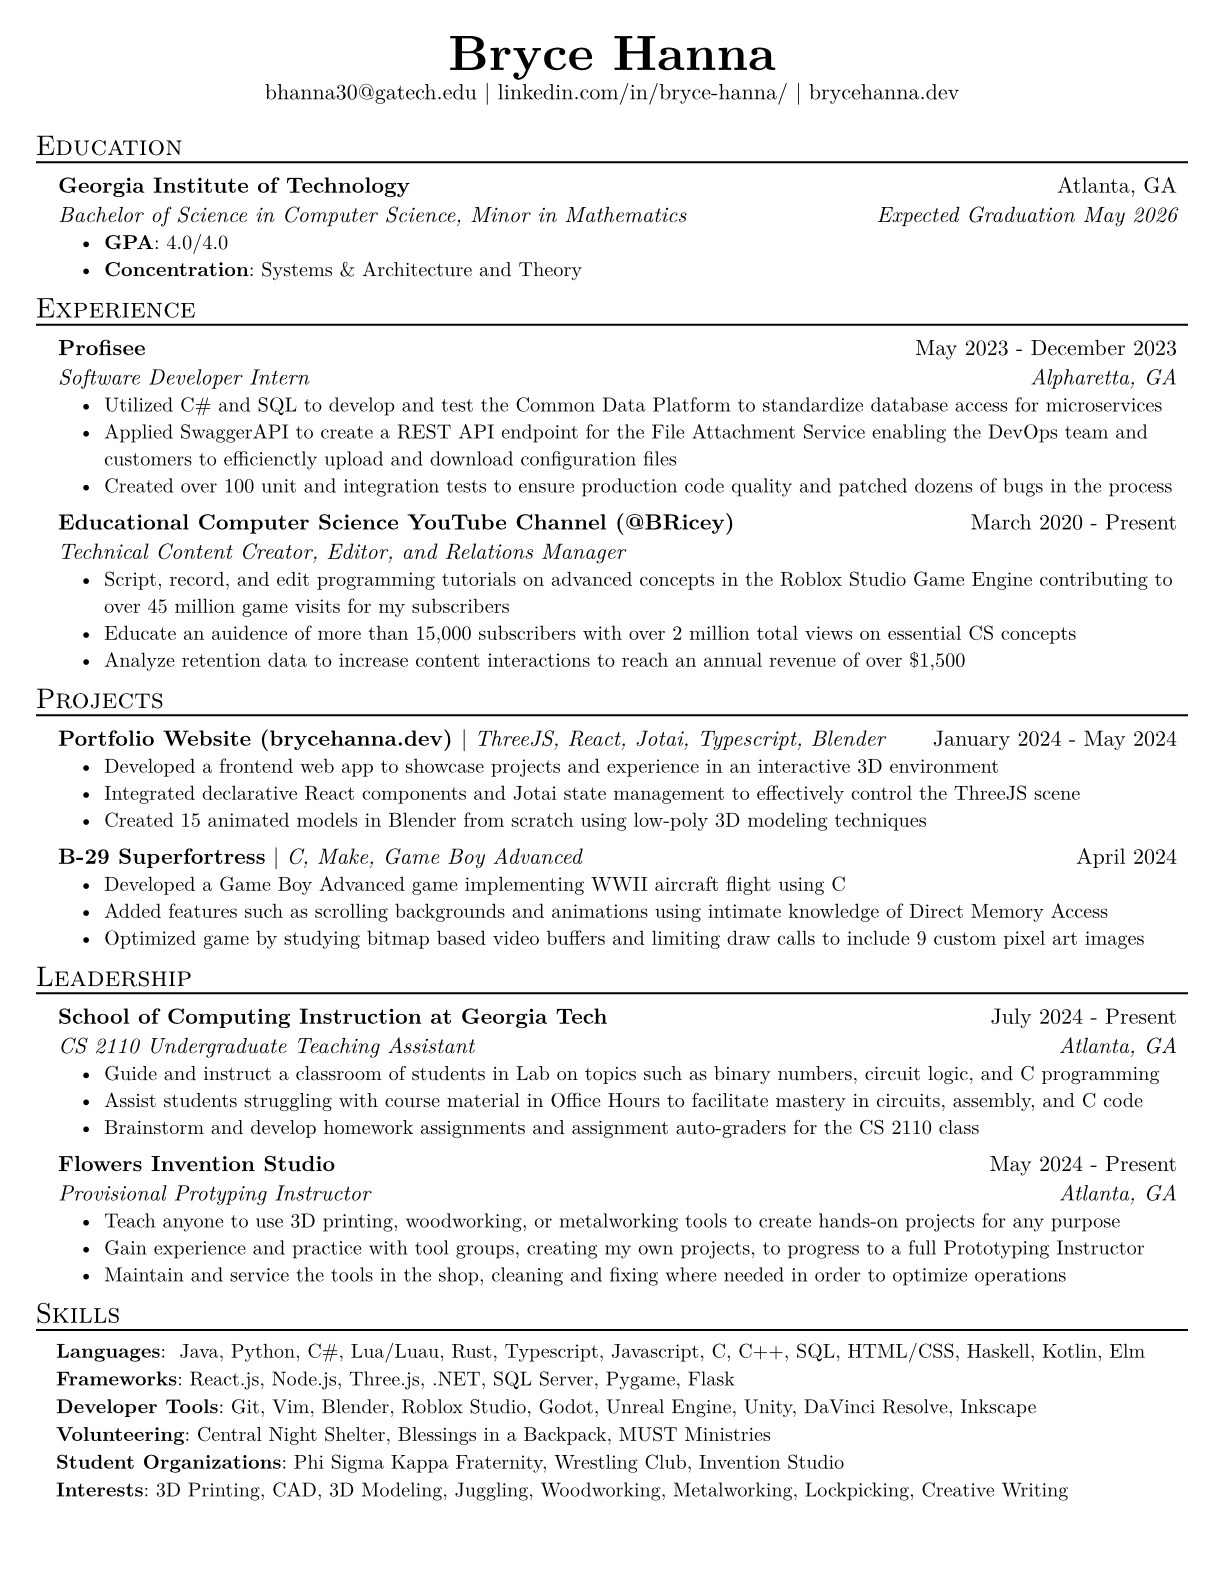 Bryce Hanna
bhanna30@gatech.edu | linkedin.com/in/bryce-hanna/ | brycehanna.dev
Education
Georgia Institute of Technology Atlanta, GA
Bachelor of Science in Computer Science, Minor in Mathematics Expected Graduation May 2026
• GPA: 4.0/4.0
• Concentration: Systems & Architecture and Theory
Experience
Profisee May 2023 - December 2023
Software Developer Intern Alpharetta, GA
• Utilized C# and SQL to develop and test the Common Data Platform to standardize database access for microservices
• Applied SwaggerAPI to create a REST API endpoint for the File Attachment Service enabling the DevOps team and
customers to efficienctly upload and download configuration files
• Created over 100 unit and integration tests to ensure production code quality and patched dozens of bugs in the process
Educational Computer Science YouTube Channel (@BRicey) March 2020 - Present
Technical Content Creator, Editor, and Relations Manager
• Script, record, and edit programming tutorials on advanced concepts in the Roblox Studio Game Engine contributing to
over 45 million game visits for my subscribers
• Educate an auidence of more than 15,000 subscribers with over 2 million total views on essential CS concepts
• Analyze retention data to increase content interactions to reach an annual revenue of over $1,500
Projects
Portfolio Website (brycehanna.dev) | ThreeJS, React, Jotai, Typescript, Blender January 2024 - May 2024
• Developed a frontend web app to showcase projects and experience in an interactive 3D environment
• Integrated declarative React components and Jotai state management to effectively control the ThreeJS scene
• Created 15 animated models in Blender from scratch using low-poly 3D modeling techniques
B-29 Superfortress | C, Make, Game Boy Advanced April 2024
• Developed a Game Boy Advanced game implementing WWII aircraft flight using C
• Added features such as scrolling backgrounds and animations using intimate knowledge of Direct Memory Access
• Optimized game by studying bitmap based video buffers and limiting draw calls to include 9 custom pixel art images
Leadership
School of Computing Instruction at Georgia Tech July 2024 - Present
CS 2110 Undergraduate Teaching Assistant Atlanta, GA
• Guide and instruct a classroom of students in Lab on topics such as binary numbers, circuit logic, and C programming
• Assist students struggling with course material in Office Hours to facilitate mastery in circuits, assembly, and C code
• Brainstorm and develop homework assignments and assignment auto-graders for the CS 2110 class
Flowers Invention Studio May 2024 - Present
Provisional Protyping Instructor Atlanta, GA
• Teach anyone to use 3D printing, woodworking, or metalworking tools to create hands-on projects for any purpose
• Gain experience and practice with tool groups, creating my own projects, to progress to a full Prototyping Instructor
• Maintain and service the tools in the shop, cleaning and fixing where needed in order to optimize operations
Skills
Languages: Java, Python, C#, Lua/Luau, Rust, Typescript, Javascript, C, C++, SQL, HTML/CSS, Haskell, Kotlin, Elm
Frameworks: React.js, Node.js, Three.js, .NET, SQL Server, Pygame, Flask
Developer Tools: Git, Vim, Blender, Roblox Studio, Godot, Unreal Engine, Unity, DaVinci Resolve, Inkscape
Volunteering: Central Night Shelter, Blessings in a Backpack, MUST Ministries
Student Organizations: Phi Sigma Kappa Fraternity, Wrestling Club, Invention Studio
Interests: 3D Printing, CAD, 3D Modeling, Juggling, Woodworking, Metalworking, Lockpicking, Creative Writing